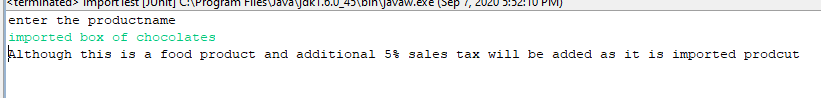 <terminated> ImportTest [JUnit] C:\Program Files\Java\jdk1.6.0_45\bin\javaw.exe (Sep 7, 2020 5:52:10 PM)
enter the productname
imported box of chocolates
Although this is a food product and additional 5% sales tax will be added as it is imported prodcut